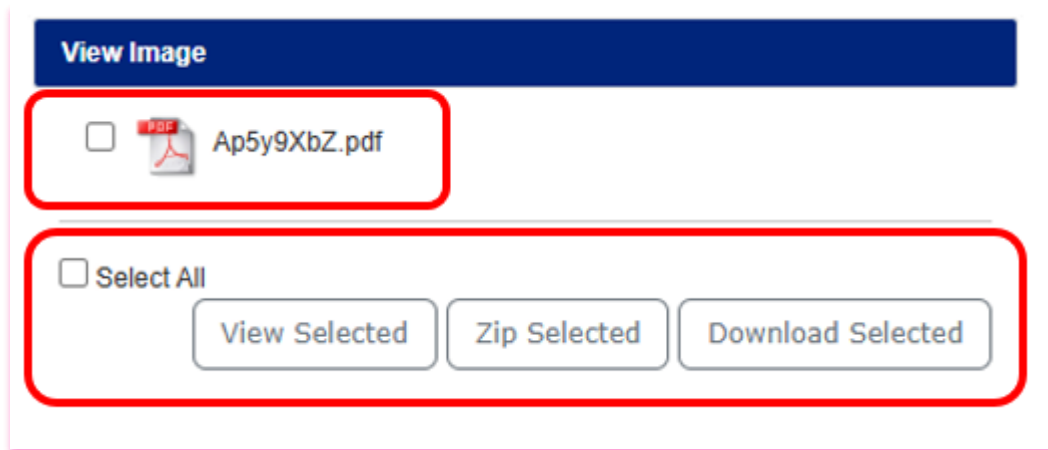 View Image
PDF
Ap5y9XbZ.pdf
Select All
View Selected Zip Selected Download Selected